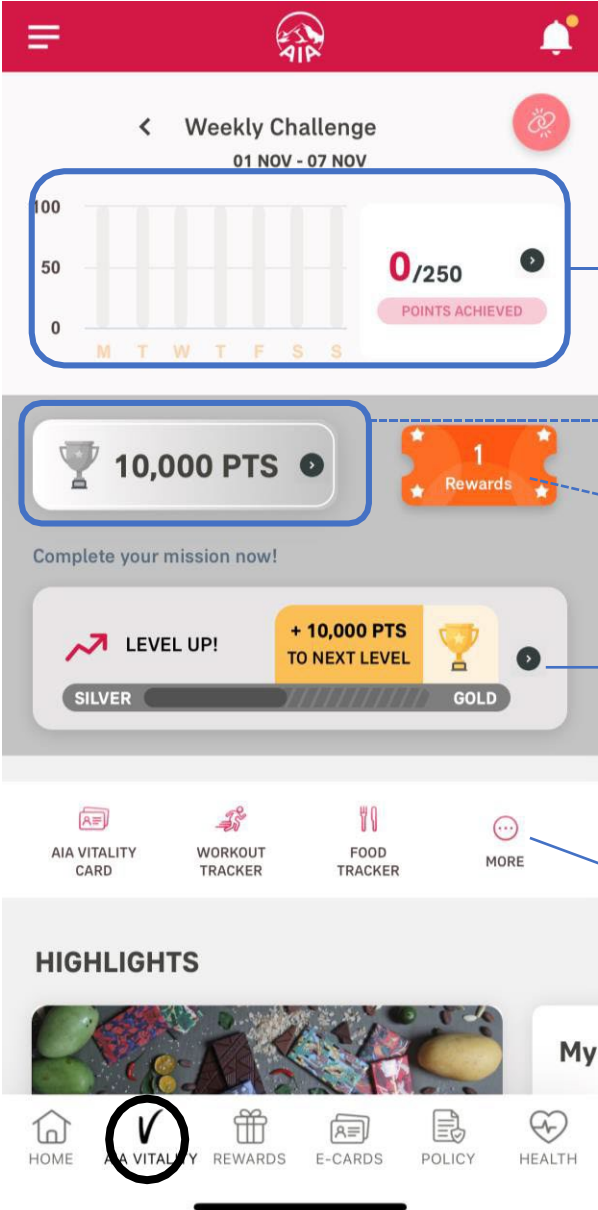 AIA
Weekly Challenge
01 NOV - 07 NOV
100
50
0
M T W T F S S
0/250
POINTS ACHIEVED
10,000 PTS
1
Rewards
Complete your mission now!
LEVEL UP!
+ 10,000 PTS
TO NEXT LEVEL
SILVER
GOLD
AIA VITALITY
CARD
WORKOUT
TRACKER
FOOD
TRACKER
MORE
HIGHLIGHTS
My
HOME
AIA VITALITY
REWARDS
E-CARDS
POLICY
HEALTH